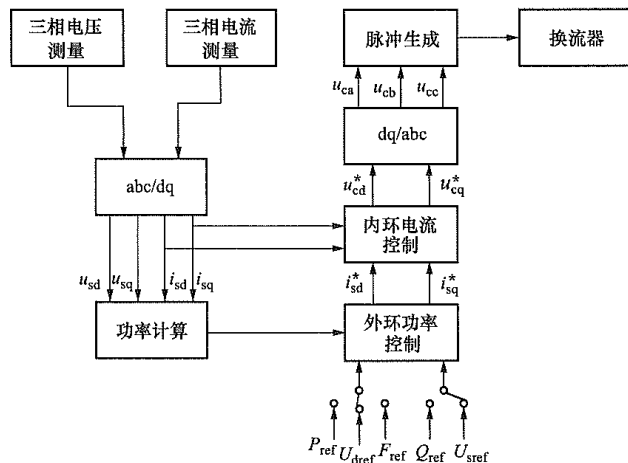 三相电压
测量
三相电流
测量
脉冲生成
换流器
u_ca
u_cb
u_cc
abc/dq
dq/abc
u*_cd
u*_cq
内环电流
控制
u_sd
u_sq
i_sd
i_sq
i*_sd
i*_sq
功率计算
外环功率
控制
P_ref
U_dref
F_ref
Q_ref
U_sref